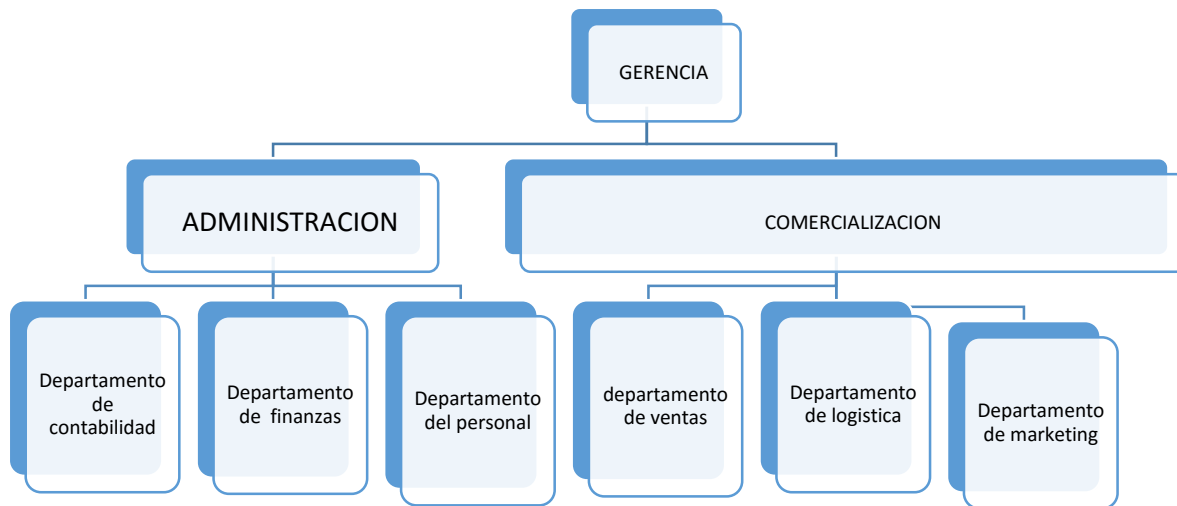 GERENCIA
ADMINISTRACION
COMERCIALIZACION
Departamento
de
contabilidad
Departamento
de finanzas
Departamento
del personal
departamento
de ventas
Departamento
de logistica
Departamento
de marketing